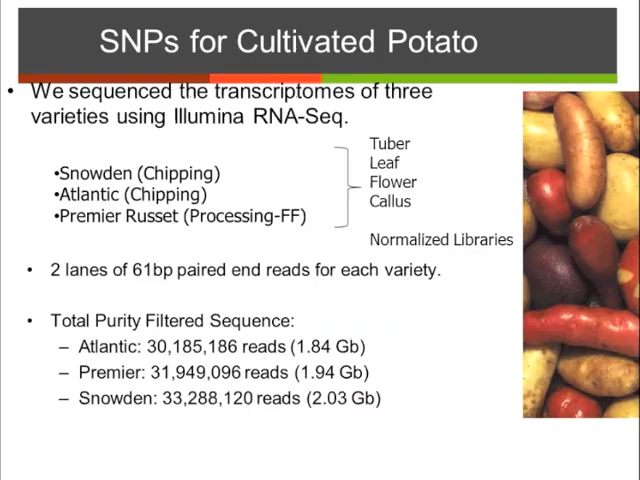 SNPs for Cultivated Potato
• We sequenced the transcriptomes of three
varieties using Illumina RNA-Seq.
•Snowden (Chipping)
•Atlantic (Chipping)
•Premier Russet (Processing-FF)
Tuber
Leaf
Flower
Callus
Normalized Libraries
• 2 lanes of 61bp paired end reads for each variety.
• Total Purity Filtered Sequence:
– Atlantic: 30,185,186 reads (1.84 Gb)
– Premier: 31,949,096 reads (1.94 Gb)
– Snowden: 33,288,120 reads (2.03 Gb)